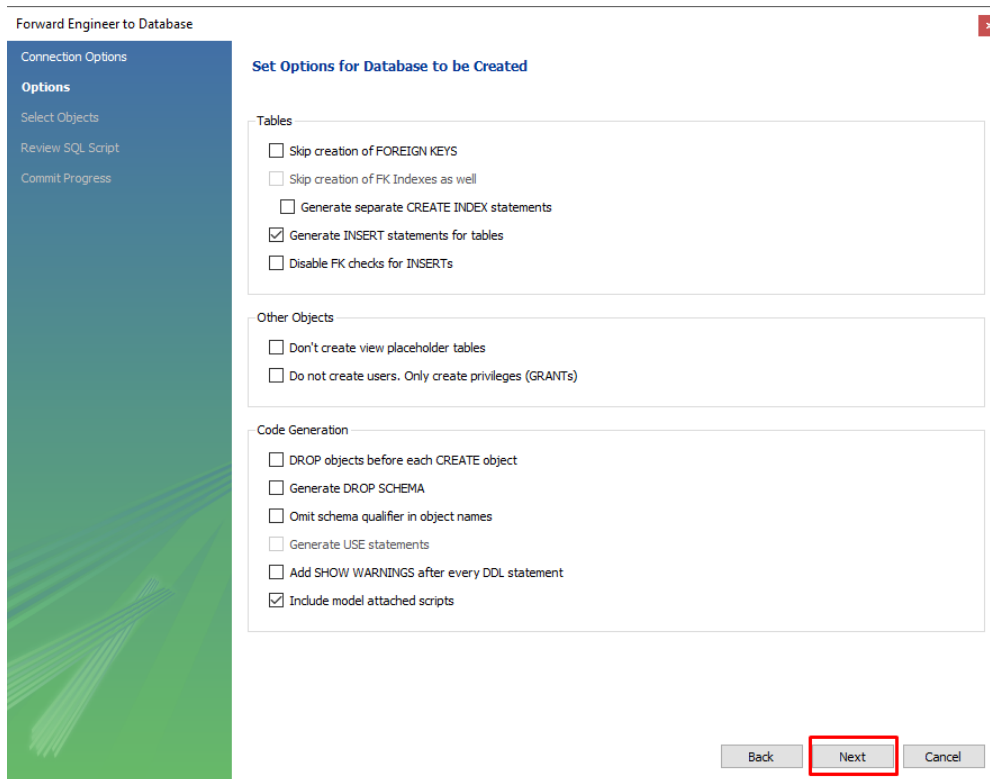 Forward Engineer to Database
Connection Options
Options
Select Objects
Review SQL Script
Commit Progress
Set Options for Database to be Created
Tables
Skip creation of FOREIGN KEYS
Skip creation of FK Indexes as well
Generate separate CREATE INDEX statements
Generate INSERT statements for tables
Disable FK checks for INSERTs
Other Objects
Don't create view placeholder tables
Do not create users. Only create privileges (GRANTs)
Code Generation
DROP objects before each CREATE object
Generate DROP SCHEMA
Omit schema qualifier in object names
Generate USE statements
Add SHOW WARNINGS after every DDL statement
Include model attached scripts
Back Next Cancel